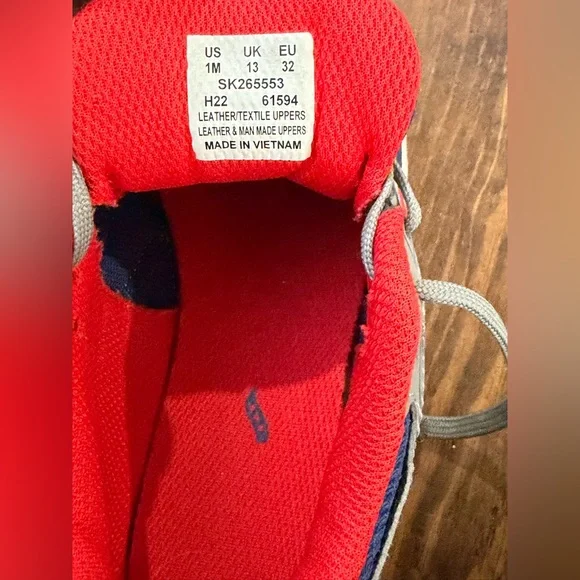 US UK EU
1M 13 32
SK265553
H22 61594
LEATHER/TEXTILE UPPERS
LEATHER & MAN MADE UPPERS
MADE IN VIETNAM